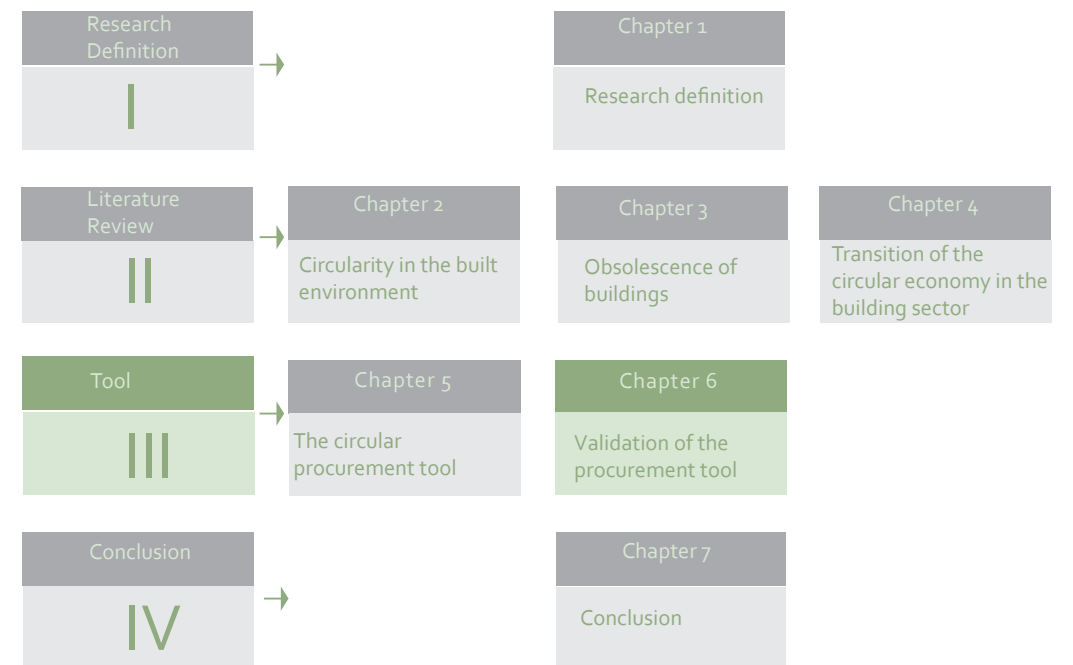 Research
Definition
I
Chapter 1
Research definition
Literature
Review
II
Chapter 2
Circularity in the built
environment
Chapter 3
Obsolescence of
buildings
Chapter 4
Transition of the
circular economy in the
building sector
Tool
III
Chapter 5
The circular
procurement tool
Chapter 6
Validation of the
procurement tool
Conclusion
IV
Chapter 7
Conclusion